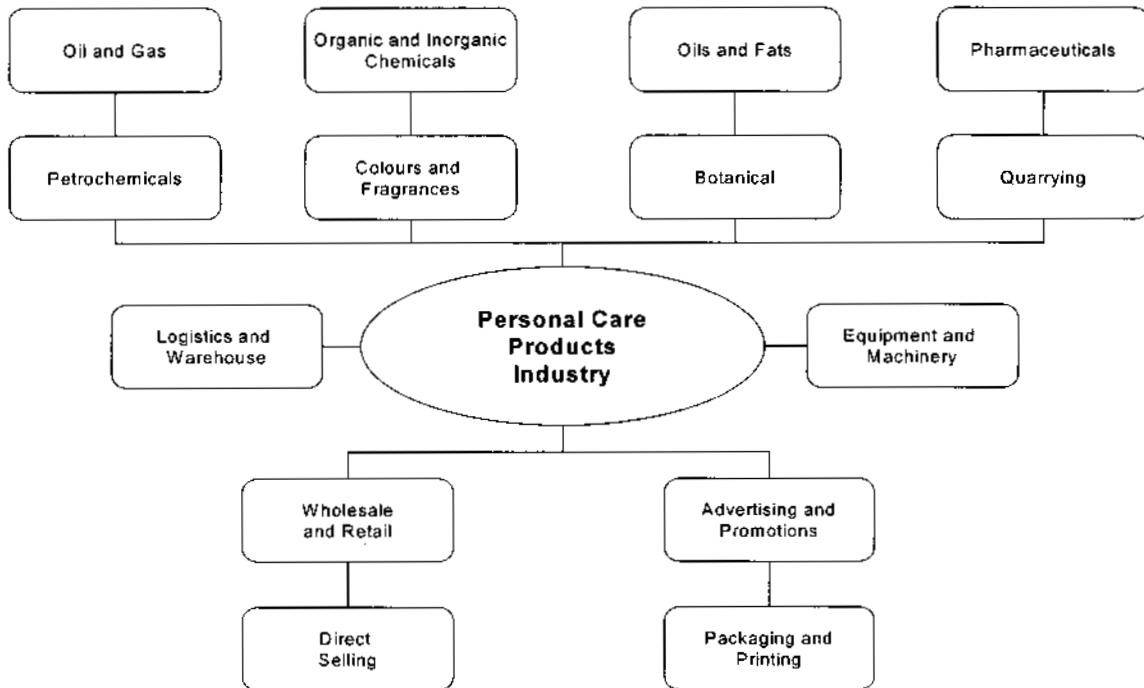 Oil and Gas
Organic and Inorganic
Chemicals
Oils and Fats
Pharmaceuticals
Petrochemicals
Colours and
Fragrances
Botanical
Quarrying
Personal Care
Products
Industry
Logistics and
Warehouse
Equipment and
Machinery
Wholesale
and Retail
Advertising and
Promotions
Direct
Selling
Packaging and
Printing